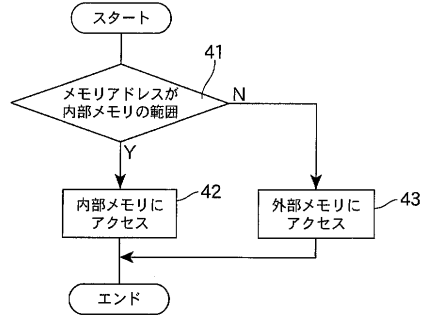 スタート
41
メモリアドレスが
内部メモリの範囲
N
Y
内部メモリに
アクセス
42
外部メモリに
アクセス
43
エンド